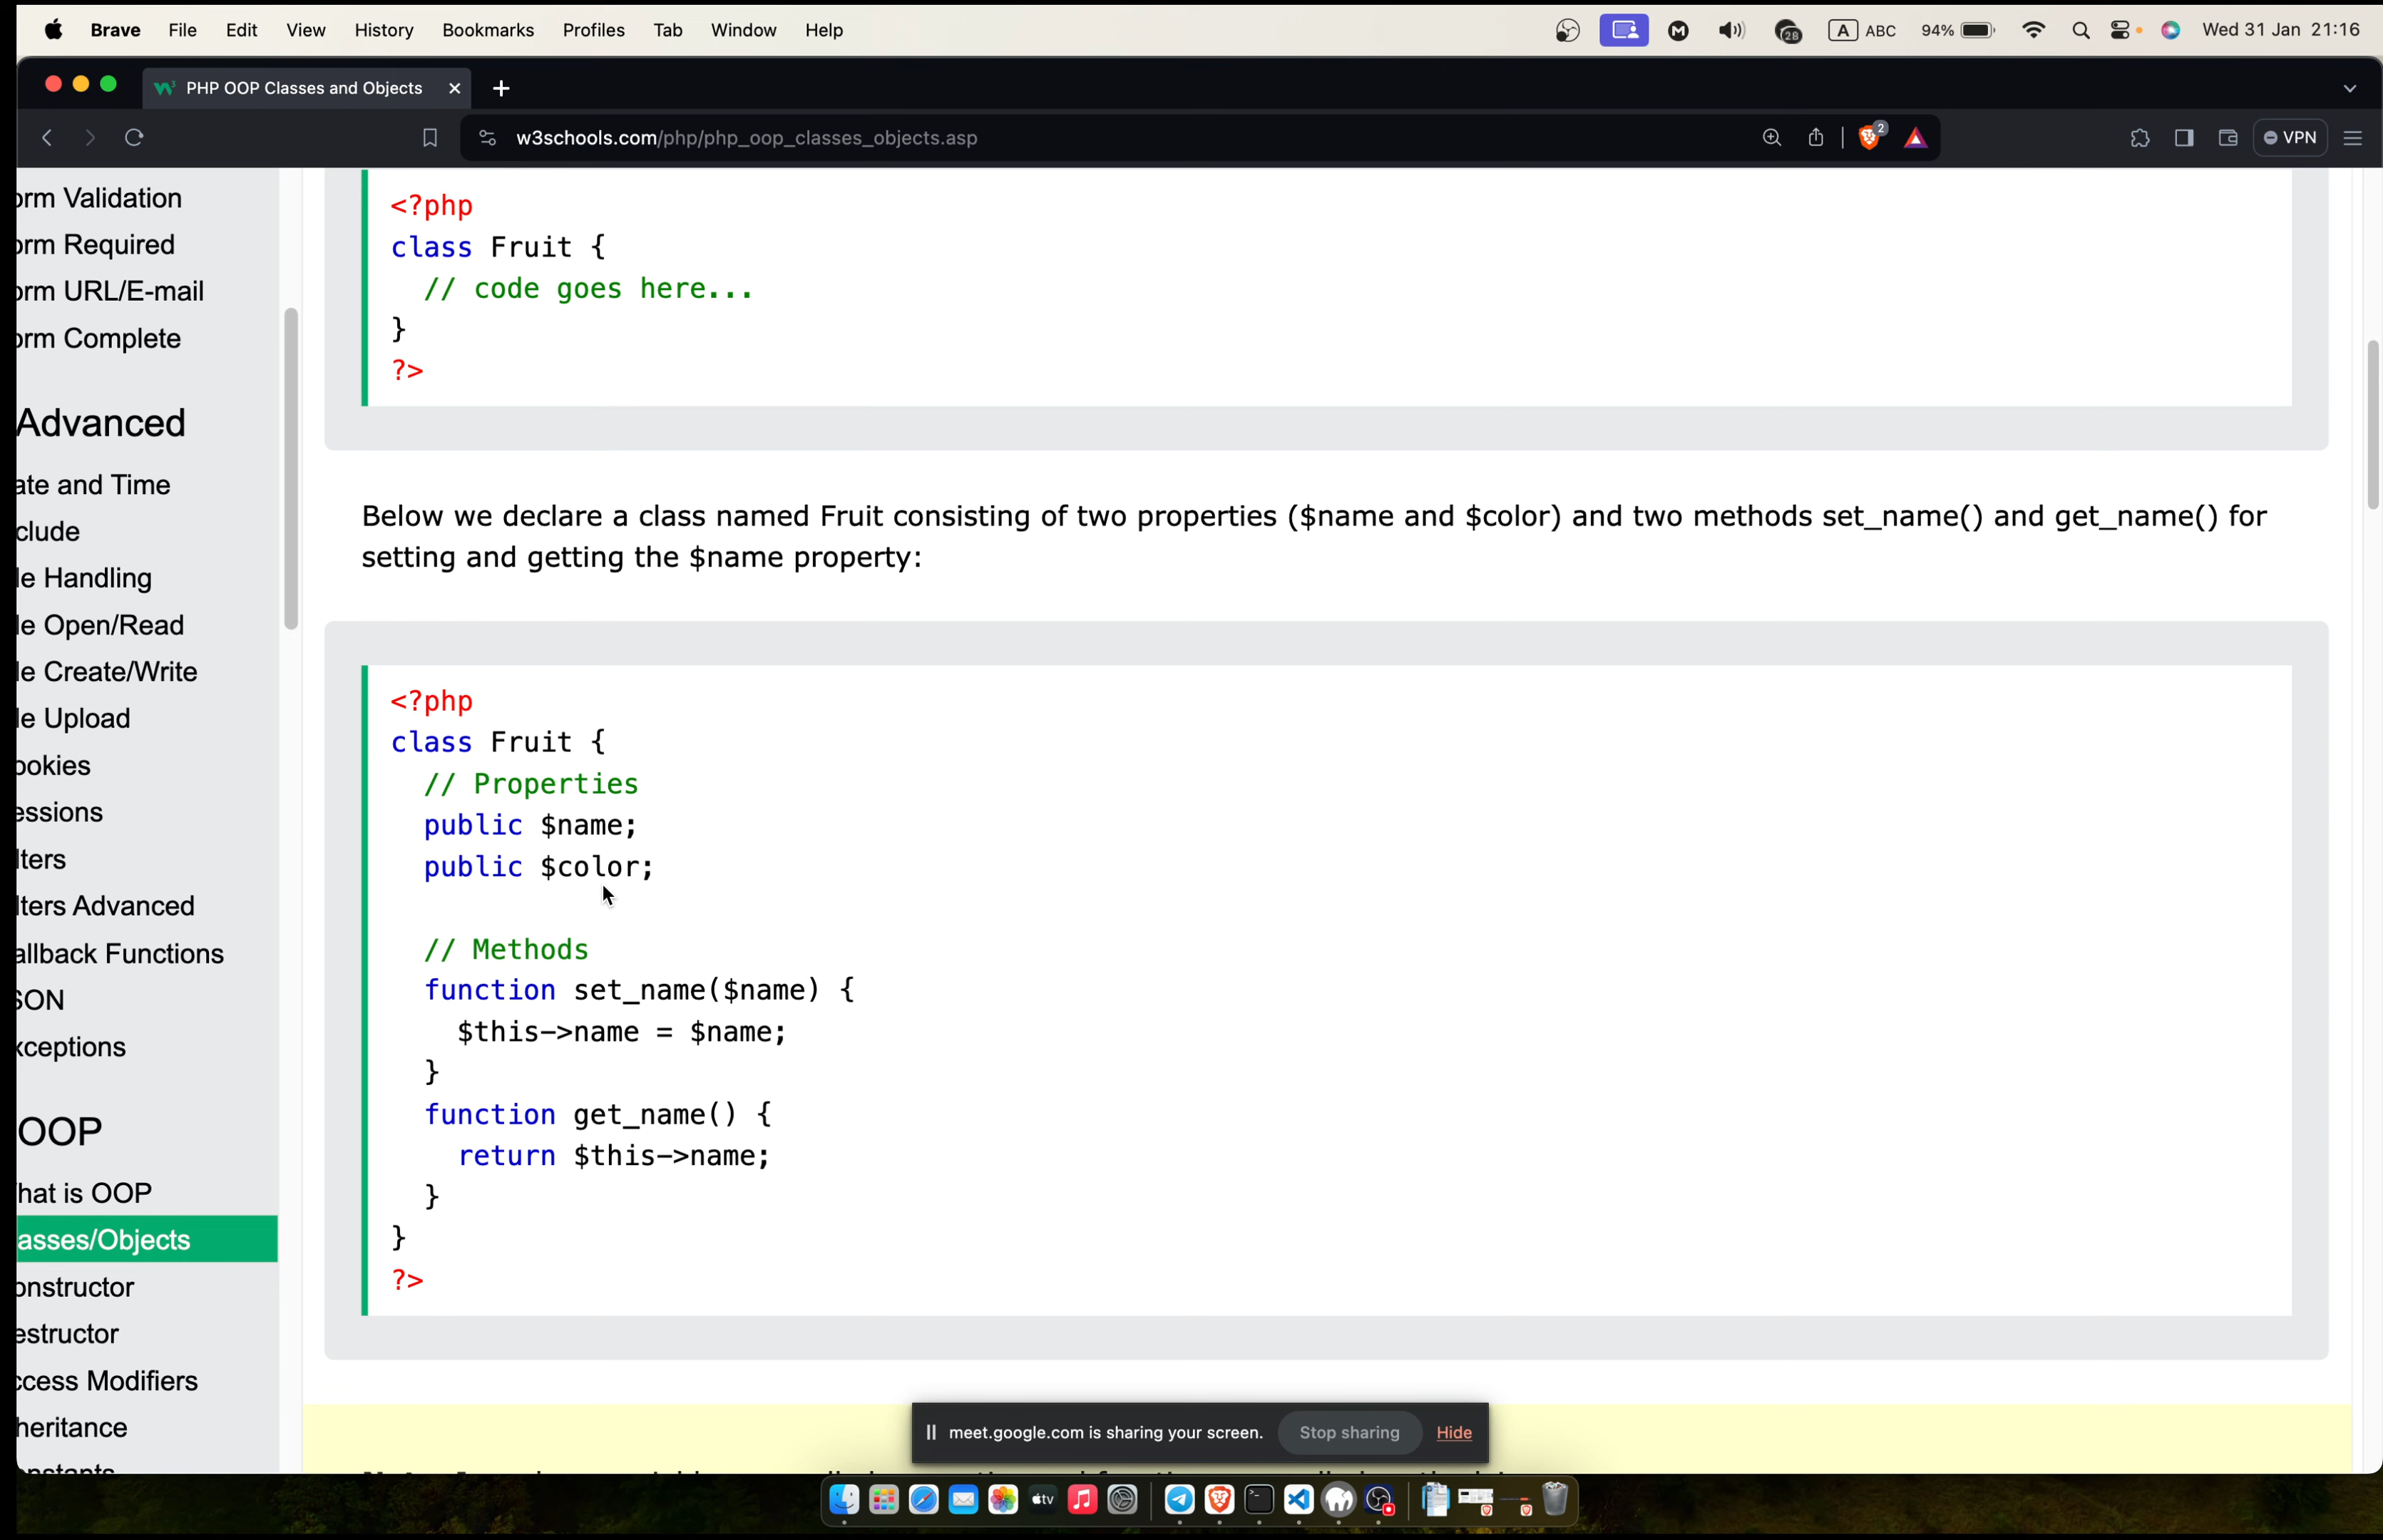 Brave File Edit View History Bookmarks Profiles Tab Window Help
28 A ABC 94% Wed 31 Jan 21:16
PHP OOP Classes and Objects
w3schools.com/php/php_oop_classes_objects.asp
2
VPN
orm Validation
orm Required
orm URL/E-mail
orm Complete
Advanced
ate and Time
clude
le Handling
le Open/Read
le Create/Write
le Upload
ookies
essions
lters
lters Advanced
allback Functions
SON
xceptions
OOP
hat is OOP
asses/Objects
onstructor
estructor
ccess Modifiers
heritance
<?php
class Fruit {
// code goes here...
}
?>
Below we declare a class named Fruit consisting of two properties ($name and $color) and two methods set_name() and get_name() for
setting and getting the $name property:
<?php
class Fruit {
// Properties
public $name;
public $color;
// Methods
function set_name($name) {
$this->name = $name;
}
function get_name() {
return $this->name;
}
}
?>
meet.google.com is sharing your screen. Stop sharing Hide
tv